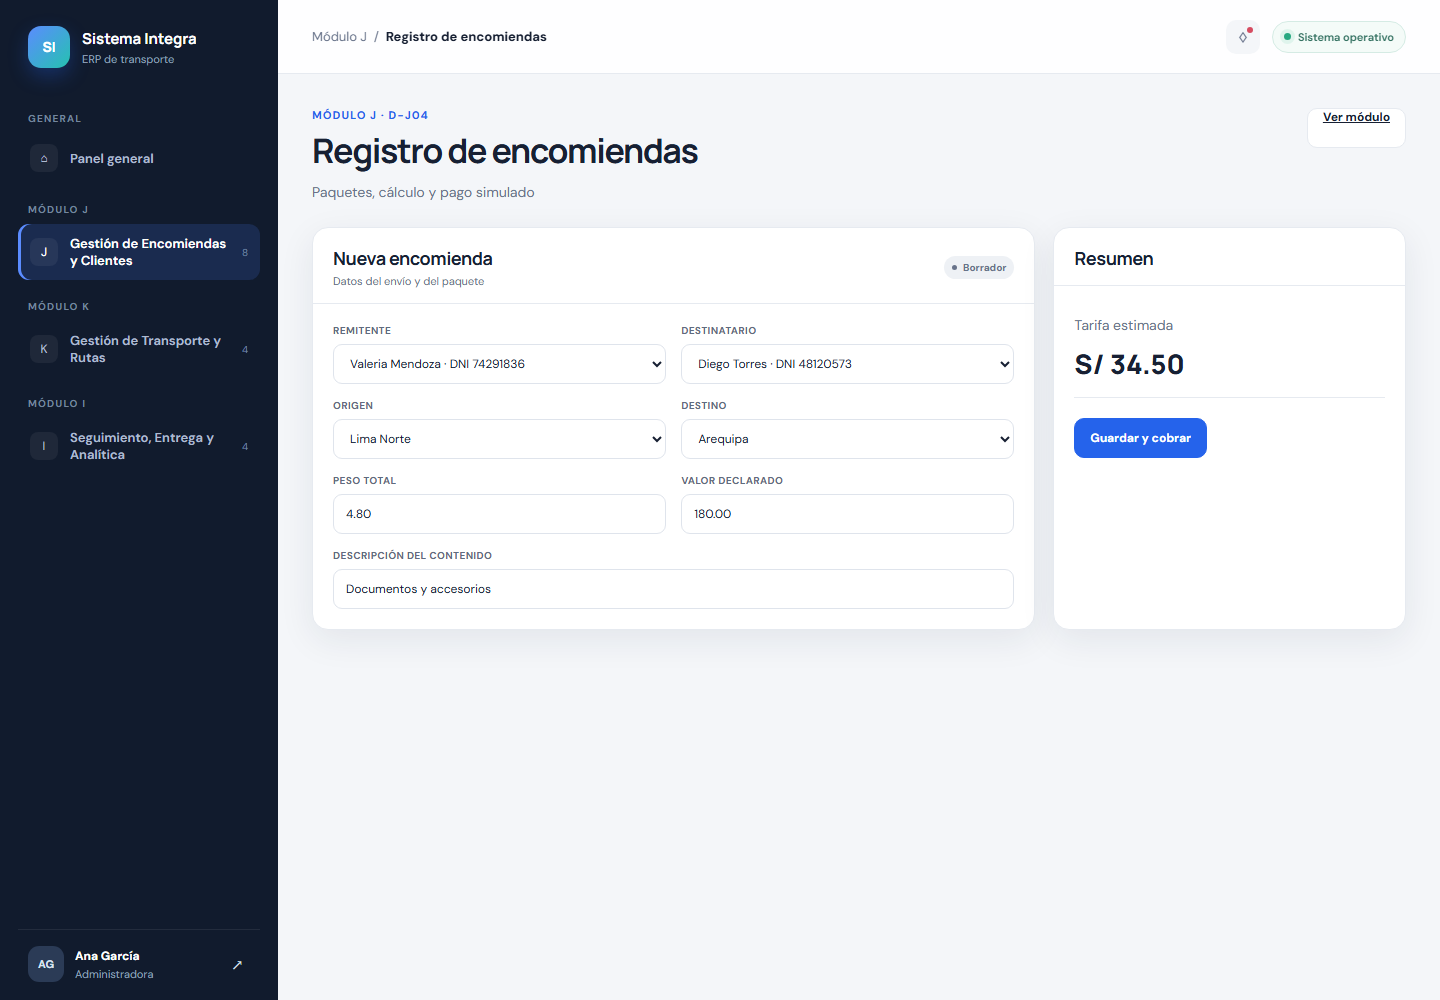 SI
Sistema Integra
ERP de transporte
GENERAL
Panel general
MÓDULO J
J
Gestión de Encomiendas
y Clientes
8
MÓDULO K
K
Gestión de Transporte y
Rutas
4
MÓDULO I
I
Seguimiento, Entrega y
Analítica
4
AG
Ana García
Administradora
Módulo J / Registro de encomiendas
Sistema operativo
MÓDULO J · D-J04
Registro de encomiendas
Paquetes, cálculo y pago simulado
Ver módulo
Nueva encomienda
Datos del envío y del paquete
Borrador
REMITENTE
Valeria Mendoza · DNI 74291836
DESTINATARIO
Diego Torres · DNI 48120573
ORIGEN
Lima Norte
DESTINO
Arequipa
PESO TOTAL
4.80
VALOR DECLARADO
180.00
DESCRIPCIÓN DEL CONTENIDO
Documentos y accesorios
Resumen
Tarifa estimada
S/ 34.50
Guardar y cobrar